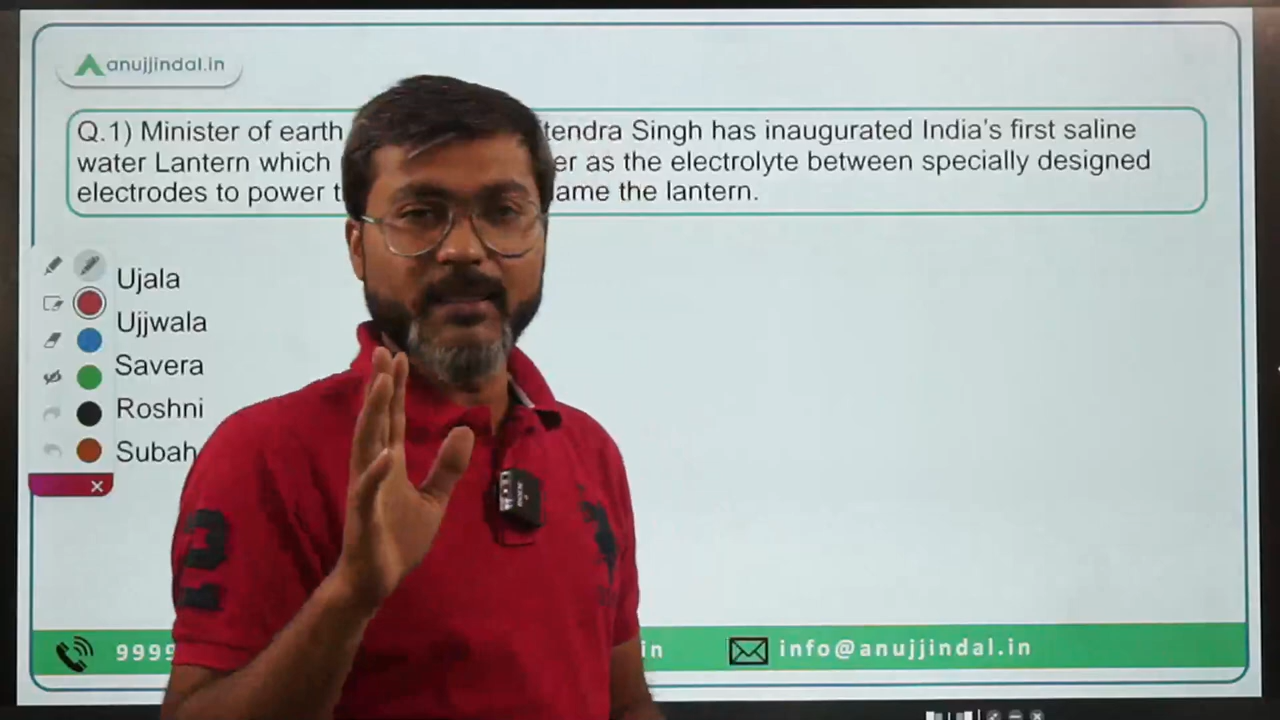 anujjindal.in
Q.1) Minister of earth tendra Singh has inaugurated India's first saline
water Lantern which er as the electrolyte between specially designed
electrodes to power t ame the lantern.
Ujala
Ujjwala
Savera
Roshni
Subah
2
9999 in info@anujjindal.in